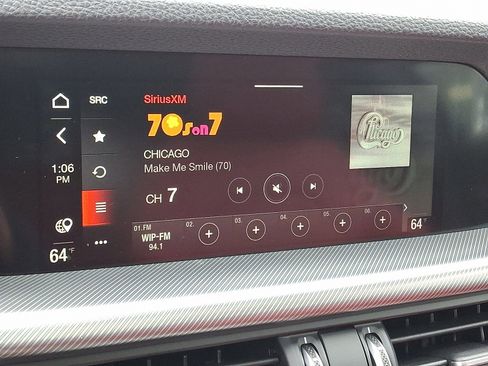 SRC
SiriusXM
70s on 7
Chicago
CHICAGO
Make Me Smile (70)
1:06
PM
CH 7
01.FM
02.
03.
04.
05.
06.
WIP-FM
94.1
64°F
64°F